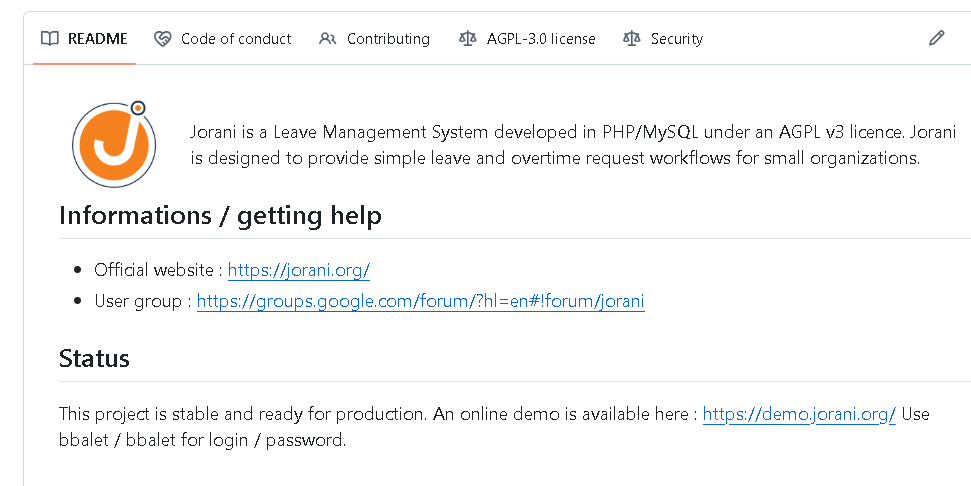 README Code of conduct Contributing AGPL-3.0 license Security
Jorani is a Leave Management System developed in PHP/MySQL under an AGPL v3 licence. Jorani
is designed to provide simple leave and overtime request workflows for small organizations.
Informations / getting help
Official website : https://jorani.org/
User group : https://groups.google.com/forum/?hl=en#!forum/jorani
Status
This project is stable and ready for production. An online demo is available here : https://demo.jorani.org/ Use
bbalet / bbalet for login / password.